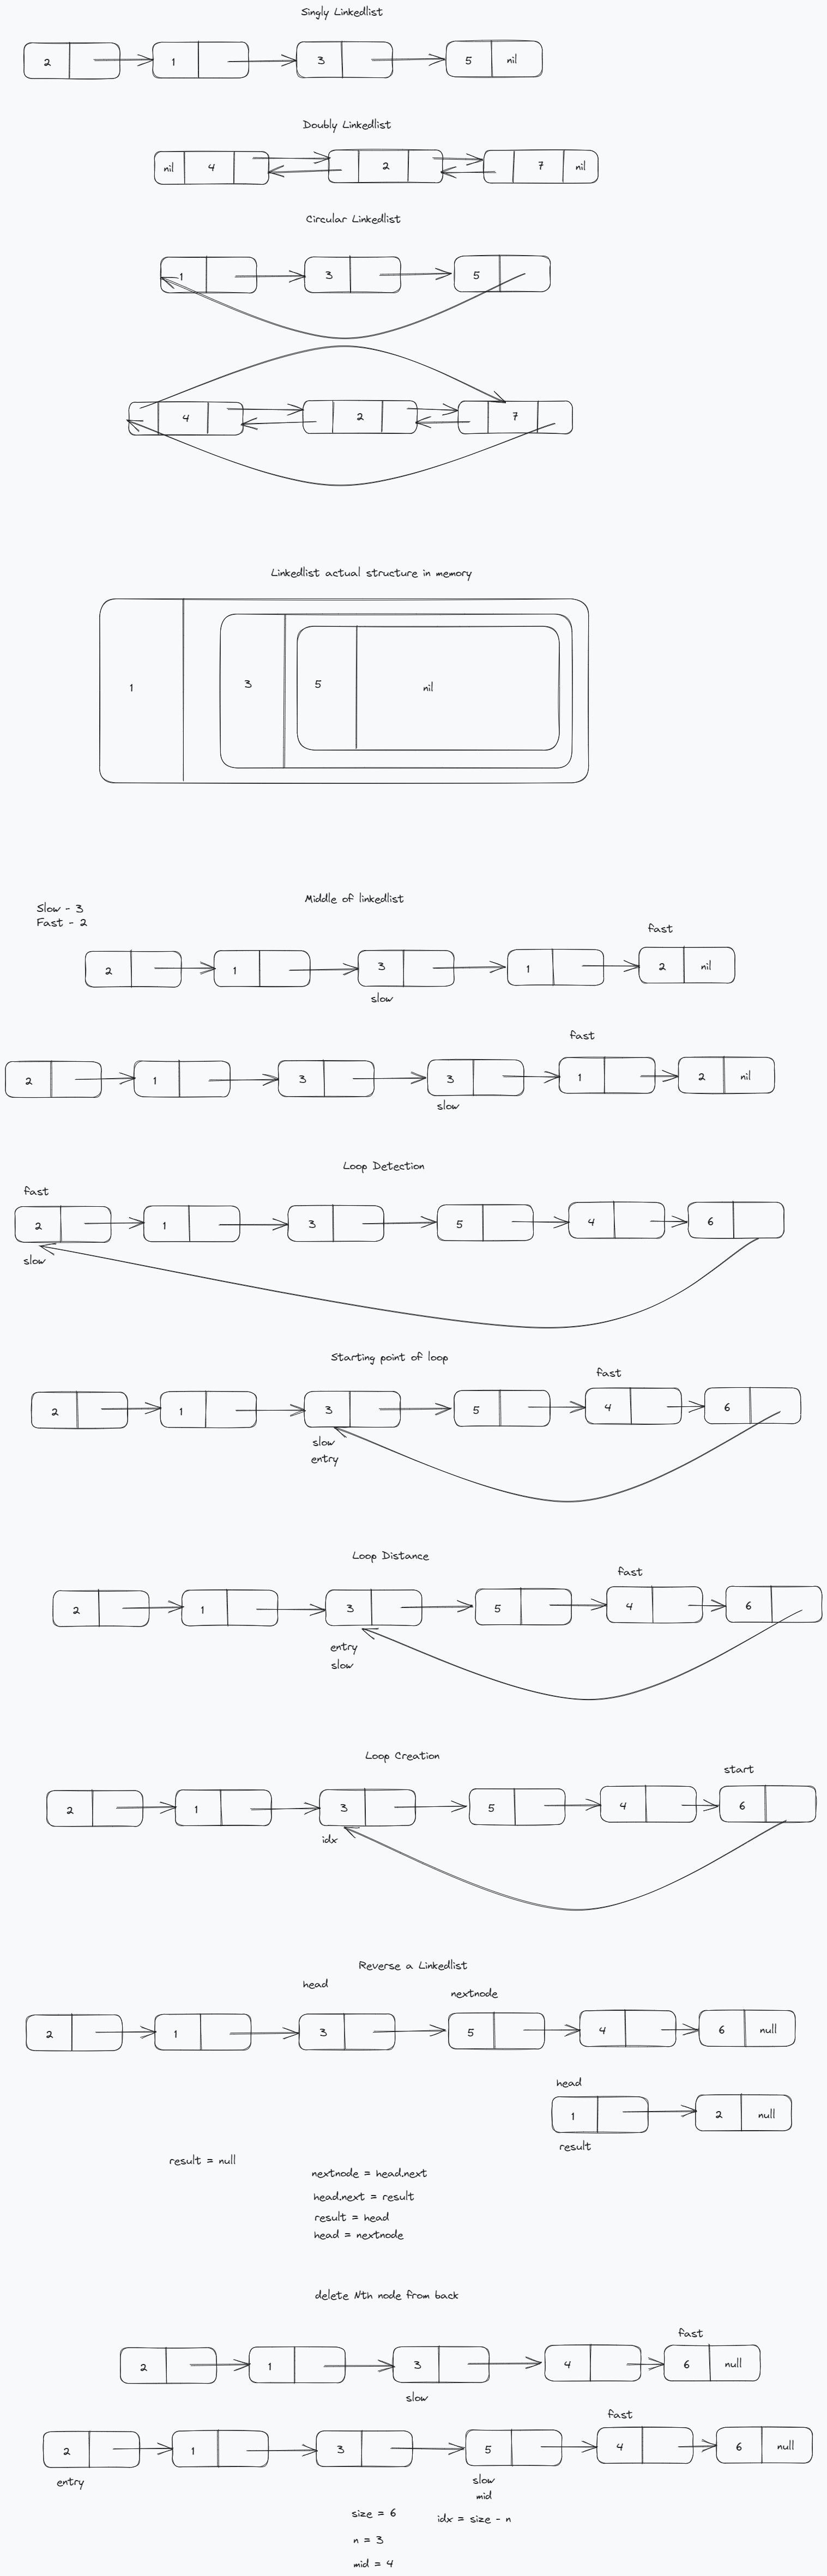 Singly Linkedlist
2 1 3 5 nil
Doubly Linkedlist
nil 4 2 7 nil
Circular Linkedlist
1 3 5
4 2 7
Linkedlist actual structure in memory
1 3 5 nil
Middle of linkedlist
Slow - 3
Fast - 2
fast
2 1 3 1 2 nil
slow
fast
2 1 3 3 1 2 nil
slow
Loop Detection
fast
2 1 3 5 4 6
slow
Starting point of loop
fast
2 1 3 5 4 6
slow
entry
Loop Distance
fast
2 1 3 5 4 6
entry
slow
Loop Creation
start
2 1 3 5 4 6
idx
Reverse a Linkedlist
head
nextnode
2 1 3 5 4 6 null
head
1 2 null
result
result = null
nextnode = head.next
head.next = result
result = head
head = nextnode
delete Nth node from back
fast
2 1 3 4 6 null
slow
fast
2 1 3 5 4 6 null
entry slow
mid
size = 6 idx = size - n
n = 3
mid = 4